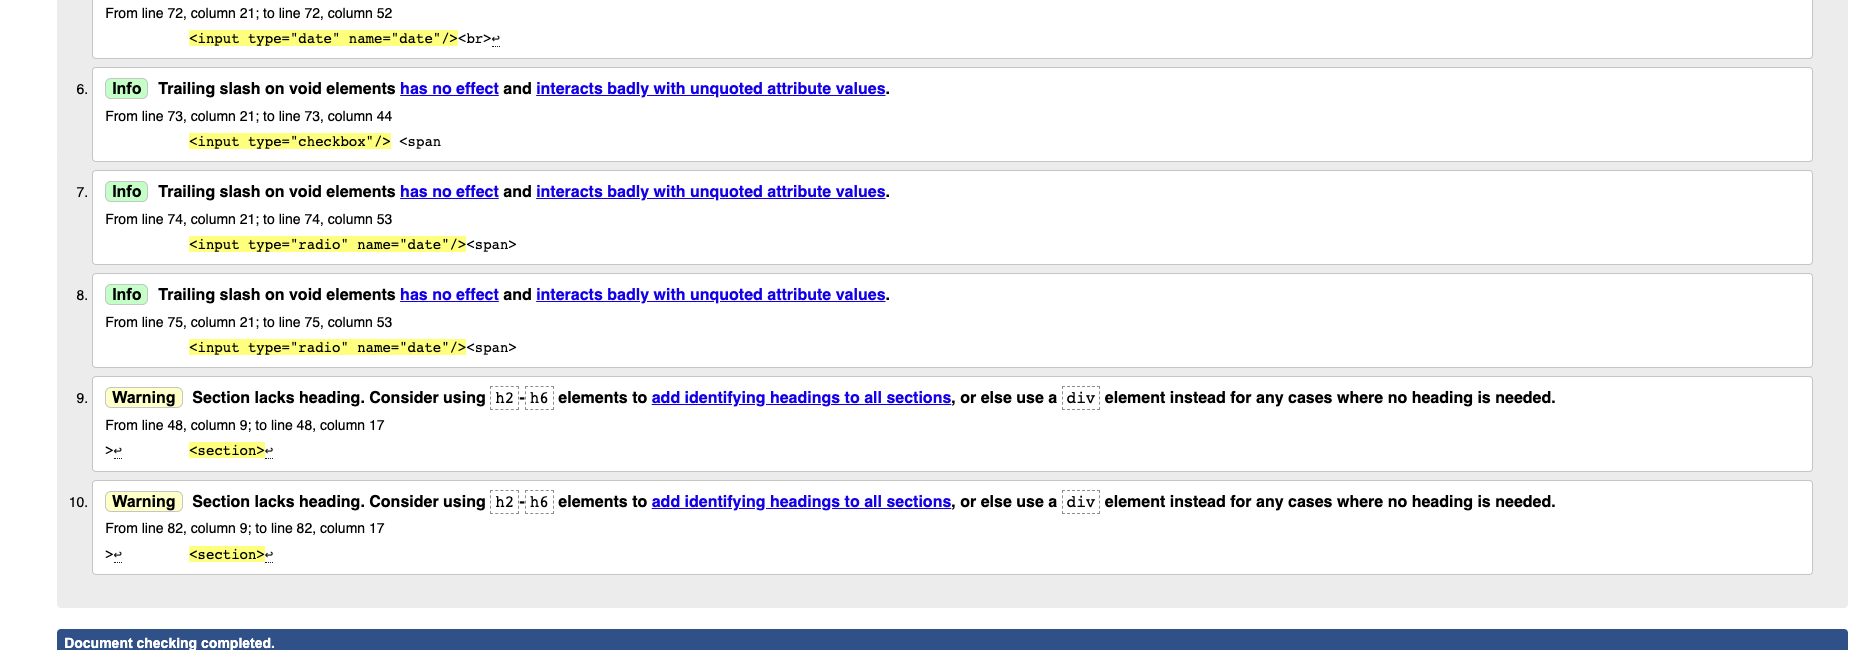 From line 72, column 21; to line 72, column 52
<input type="date" name="date"/><br>↩
6. Info Trailing slash on void elements has no effect and interacts badly with unquoted attribute values.
From line 73, column 21; to line 73, column 44
<input type="checkbox"/> <span
7. Info Trailing slash on void elements has no effect and interacts badly with unquoted attribute values.
From line 74, column 21; to line 74, column 53
<input type="radio" name="date"/><span>
8. Info Trailing slash on void elements has no effect and interacts badly with unquoted attribute values.
From line 75, column 21; to line 75, column 53
<input type="radio" name="date"/><span>
9. Warning Section lacks heading. Consider using h2-h6 elements to add identifying headings to all sections, or else use a div element instead for any cases where no heading is needed.
From line 48, column 9; to line 48, column 17
>↩ <section>↩
10. Warning Section lacks heading. Consider using h2-h6 elements to add identifying headings to all sections, or else use a div element instead for any cases where no heading is needed.
From line 82, column 9; to line 82, column 17
>↩ <section>↩
Document checking completed.